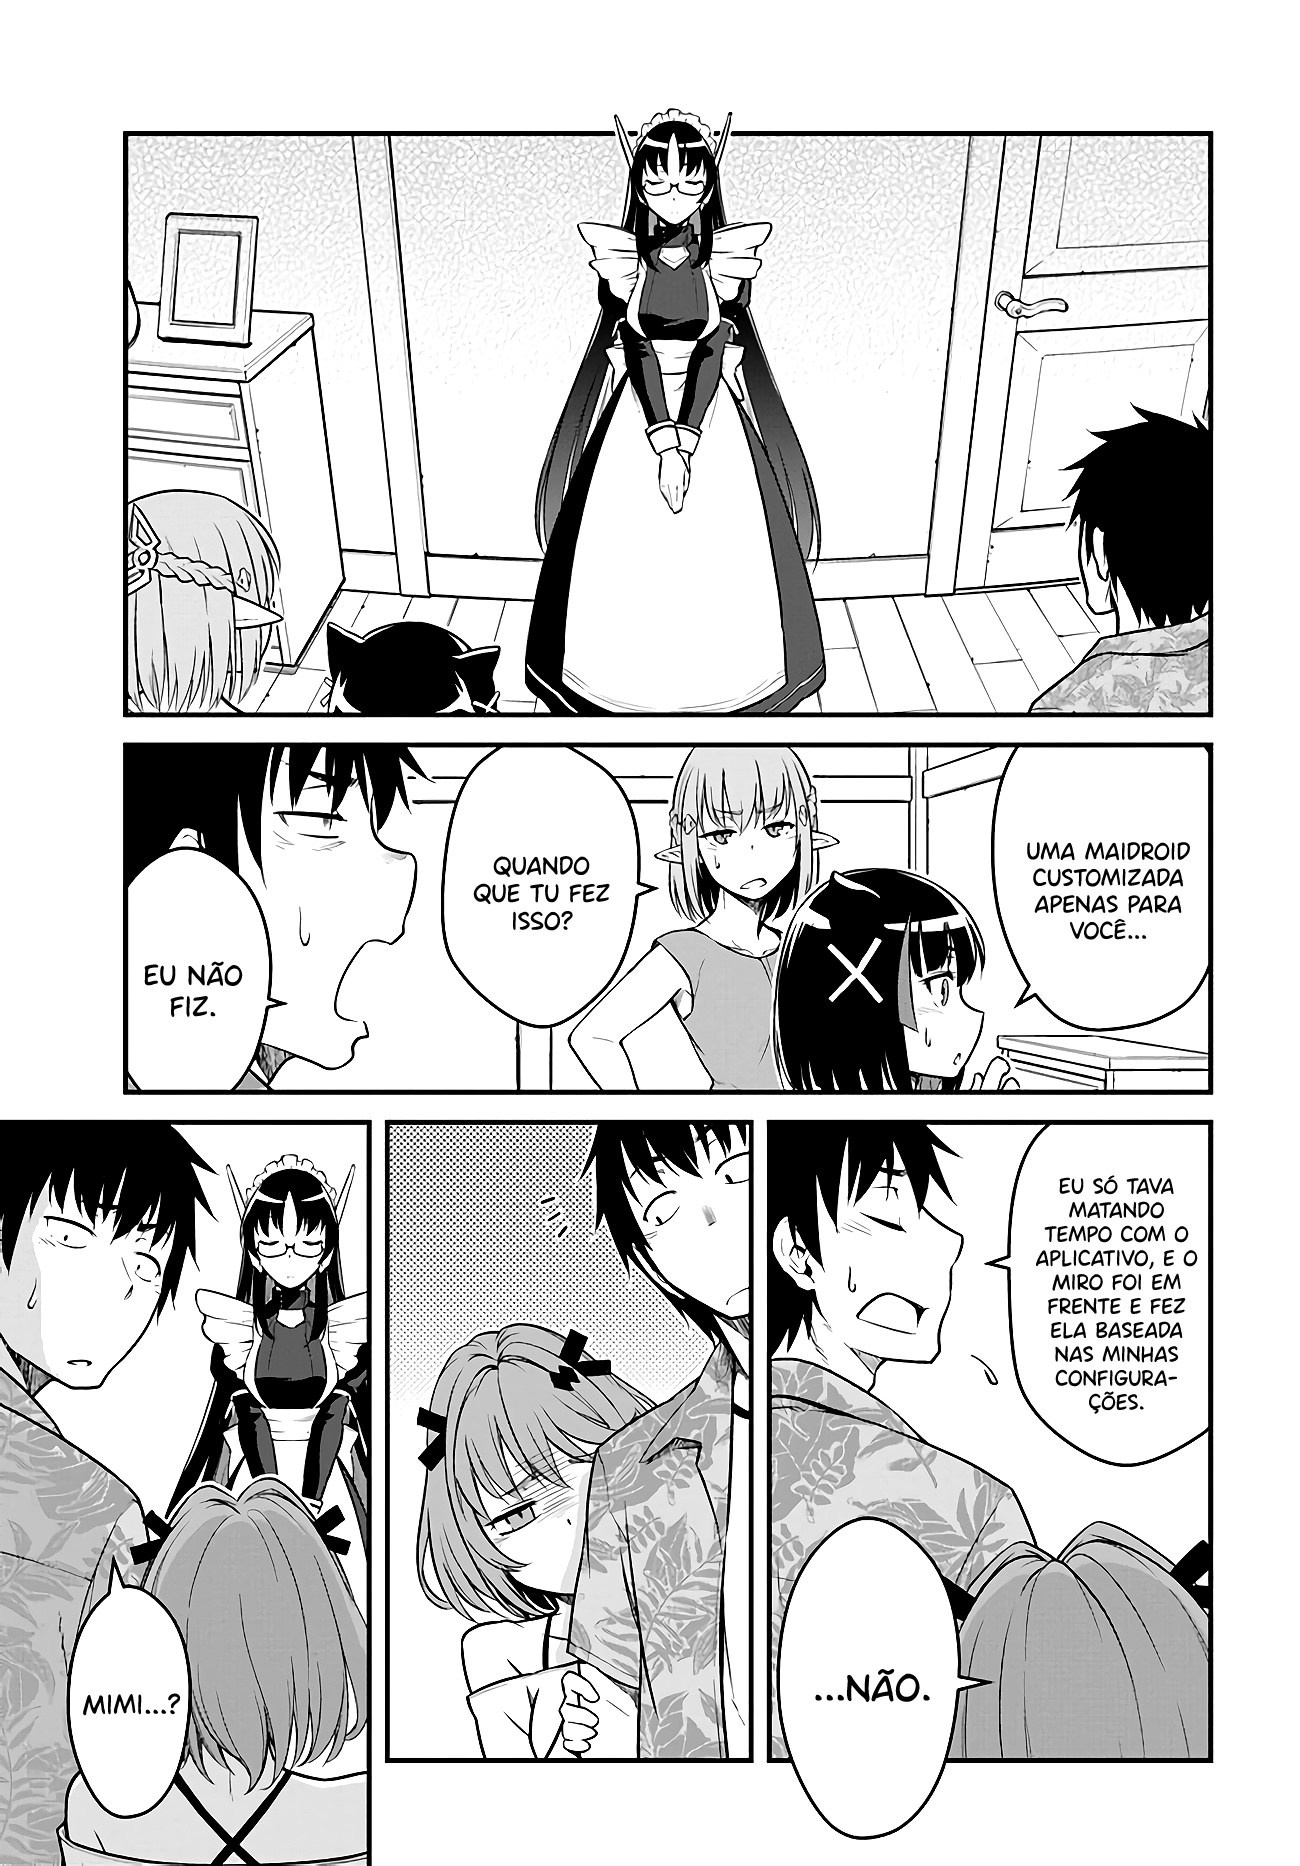 UMA MAIDROID
CUSTOMIZADA
APENAS PARA
VOCÊ...
QUANDO
QUE TU FEZ
ISSO?
EU NÃO
FIZ.
EU SÓ TAVA
MATANDO
TEMPO COM O
APLICATIVO, E O
MIRO FOI EM
FRENTE E FEZ
ELA BASEADA
NAS MINHAS
CONFIGURA-
ÇÕES.
...NÃO.
MIMI...?